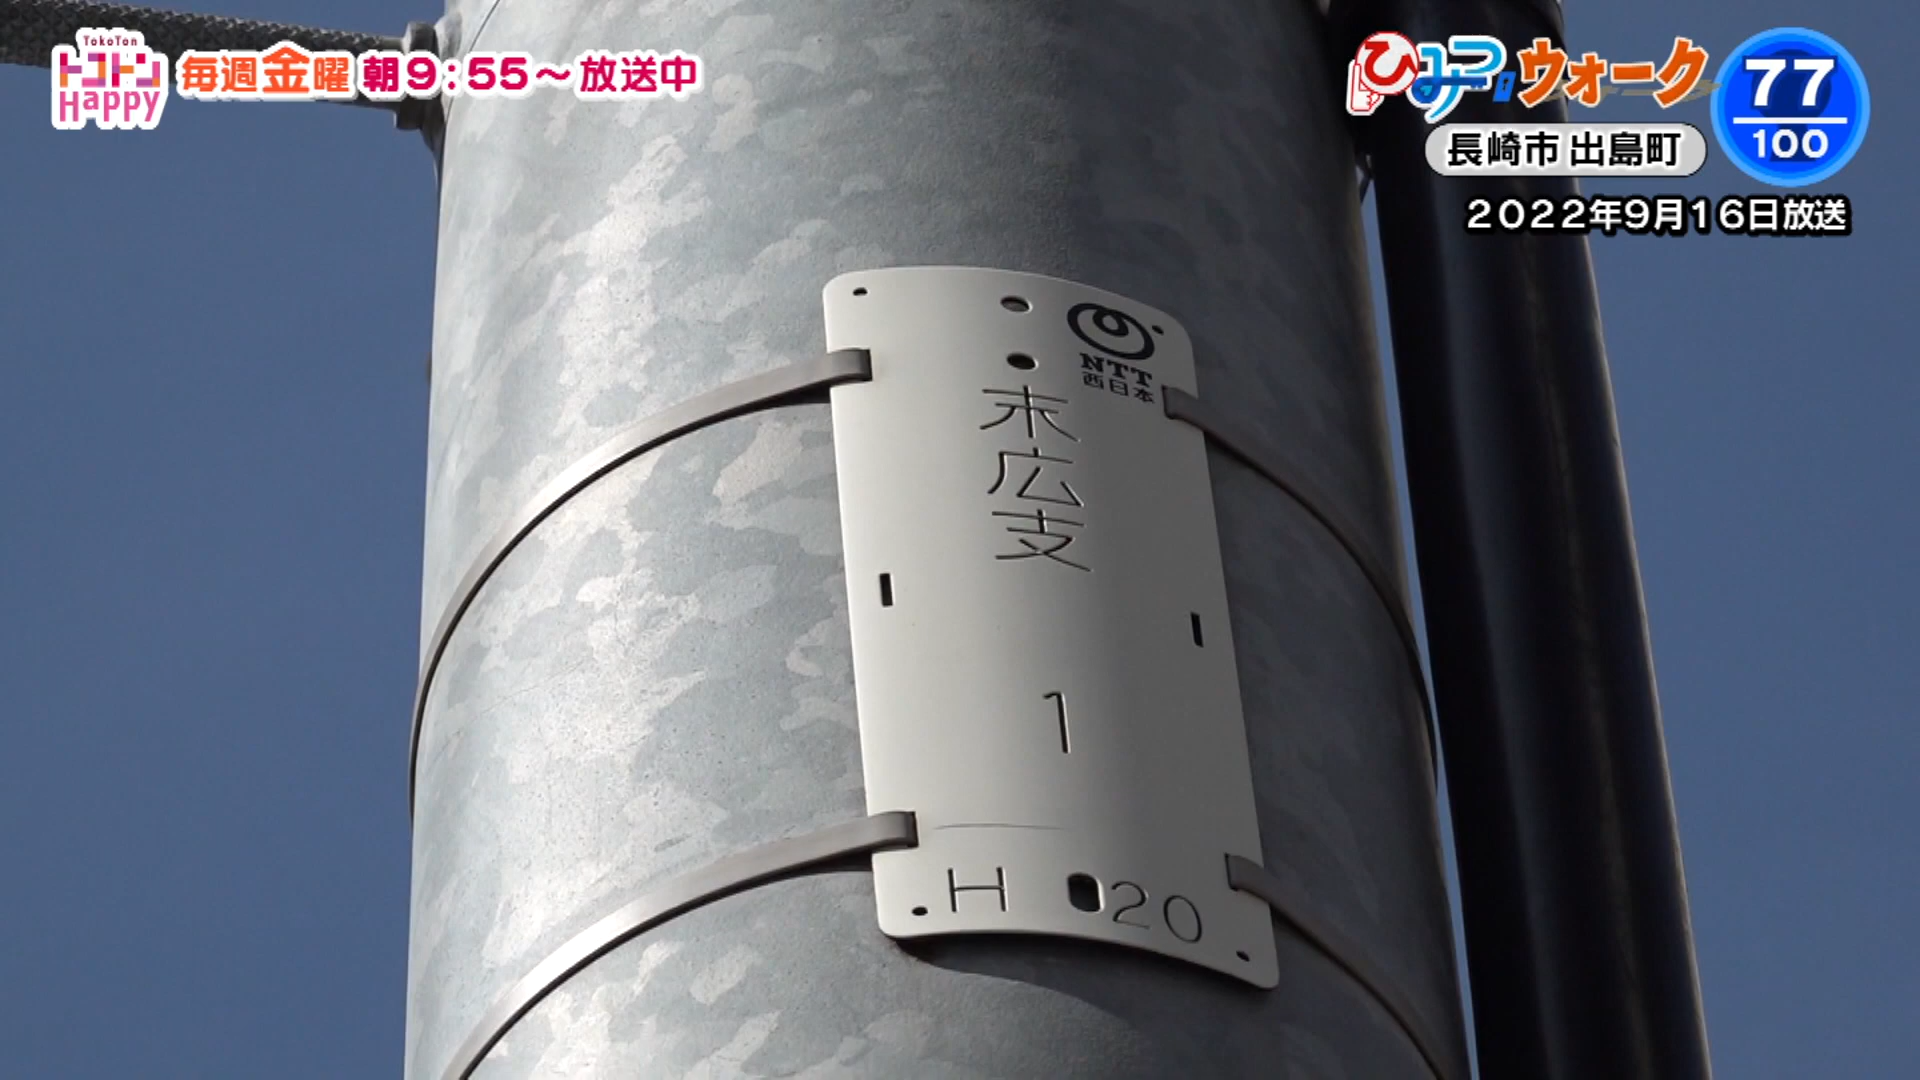 TokoTon
トコトン
Happy
毎週金曜 朝9:55～放送中
ひみつウォーク
77
100
長崎市 出島町
2022年9月16日放送
NTT
西日本
末広支
1
H 20